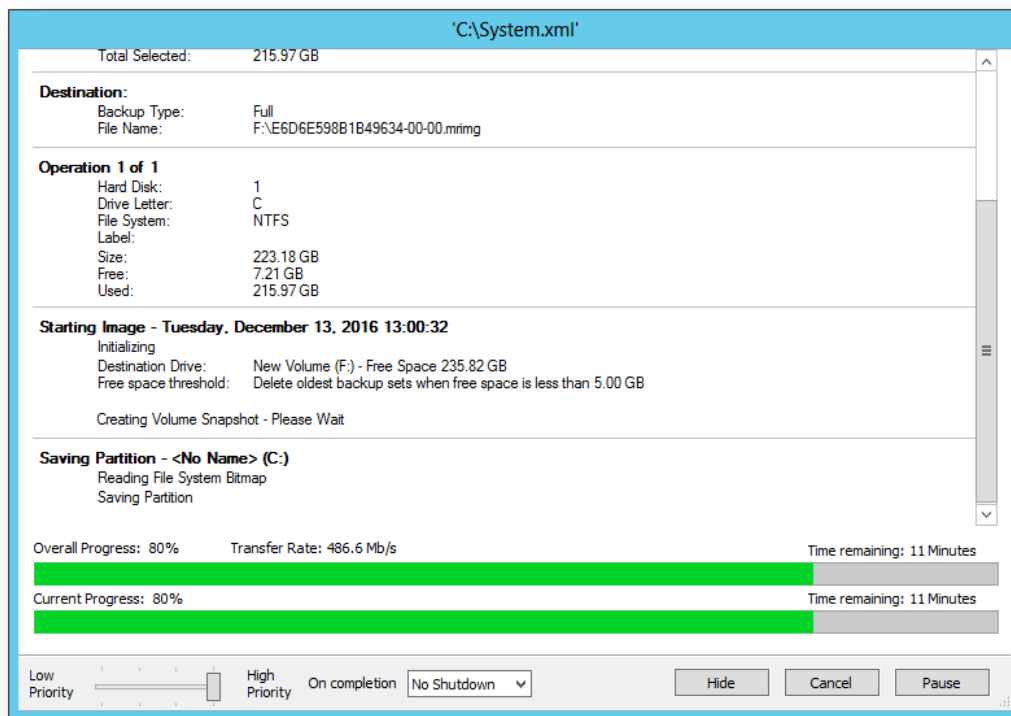 'C:\System.xml'
Total Selected: 215.97 GB
Destination:
Backup Type: Full
File Name: F:\E6D6E598B1B49634-00-00.mrimg
Operation 1 of 1
Hard Disk: 1
Drive Letter: C
File System: NTFS
Label:
Size: 223.18 GB
Free: 7.21 GB
Used: 215.97 GB
Starting Image - Tuesday, December 13, 2016 13:00:32
Initializing
Destination Drive: New Volume (F:) - Free Space 235.82 GB
Free space threshold: Delete oldest backup sets when free space is less than 5.00 GB
Creating Volume Snapshot - Please Wait
Saving Partition - <No Name> (C:)
Reading File System Bitmap
Saving Partition
Overall Progress: 80% Transfer Rate: 486.6 Mb/s Time remaining: 11 Minutes
Current Progress: 80% Time remaining: 11 Minutes
Low Priority High Priority On completion No Shutdown Hide Cancel Pause